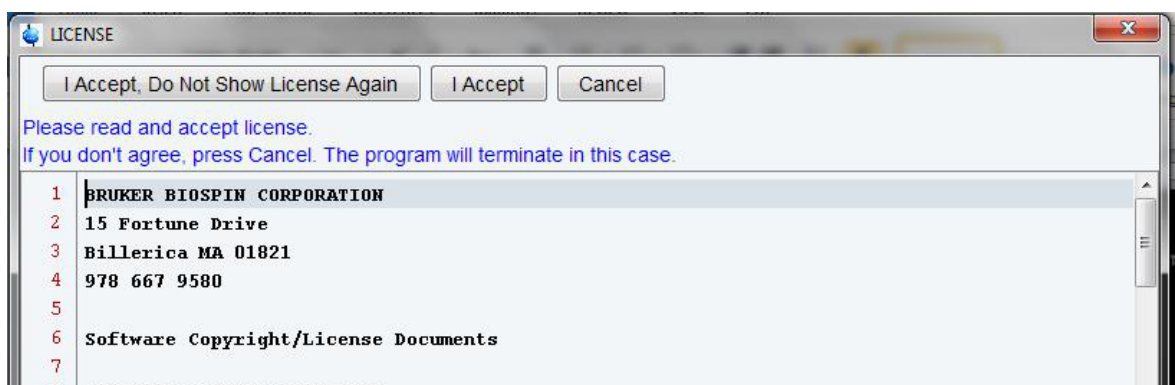 LICENSE
I Accept, Do Not Show License Again I Accept Cancel
Please read and accept license.
If you don't agree, press Cancel. The program will terminate in this case.
1 BRUKER BIOSPIN CORPORATION
2 15 Fortune Drive
3 Billerica MA 01821
4 978 667 9580
5
6 Software Copyright/License Documents
7